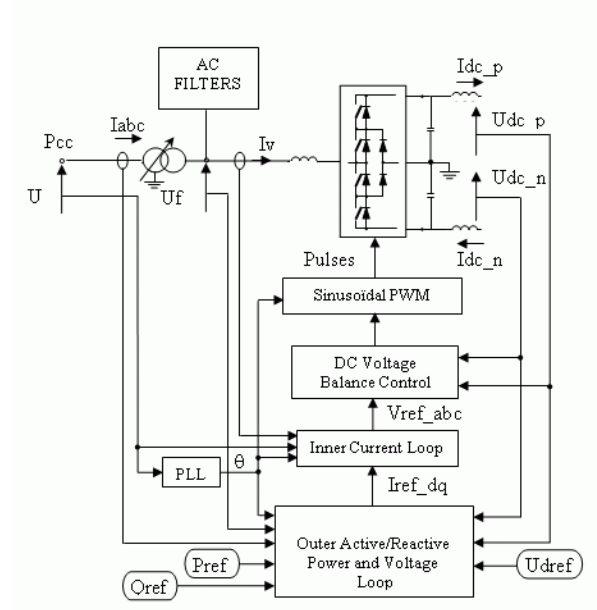 AC
FILTERS
Idc_p
Iabc
Udc_p
Pcc
Iv
U
Uf
Udc_n
Idc_n
Pulses
Sinusoïdal PWM
DC Voltage
Balance Control
Vref_abc
Inner Current Loop
PLL
θ
Iref_dq
Outer Active/Reactive
Power and Voltage
Loop
Pref
Udref
Qref